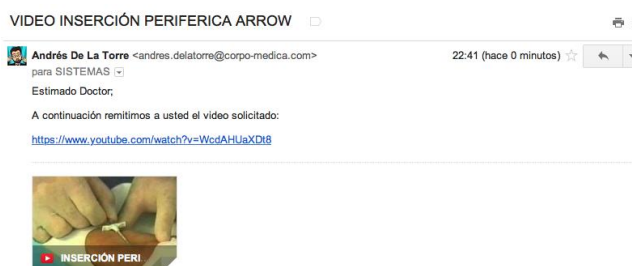 VIDEO INSERCIÓN PERIFERICA ARROW
Andrés De La Torre <andres.delatorre@corpo-medica.com>
22:41 (hace 0 minutos)
para SISTEMAS
Estimado Doctor;
A continuación remitimos a usted el video solicitado:
https://www.youtube.com/watch?v=WcdAHUaXDt8
INSERCIÓN PERI...